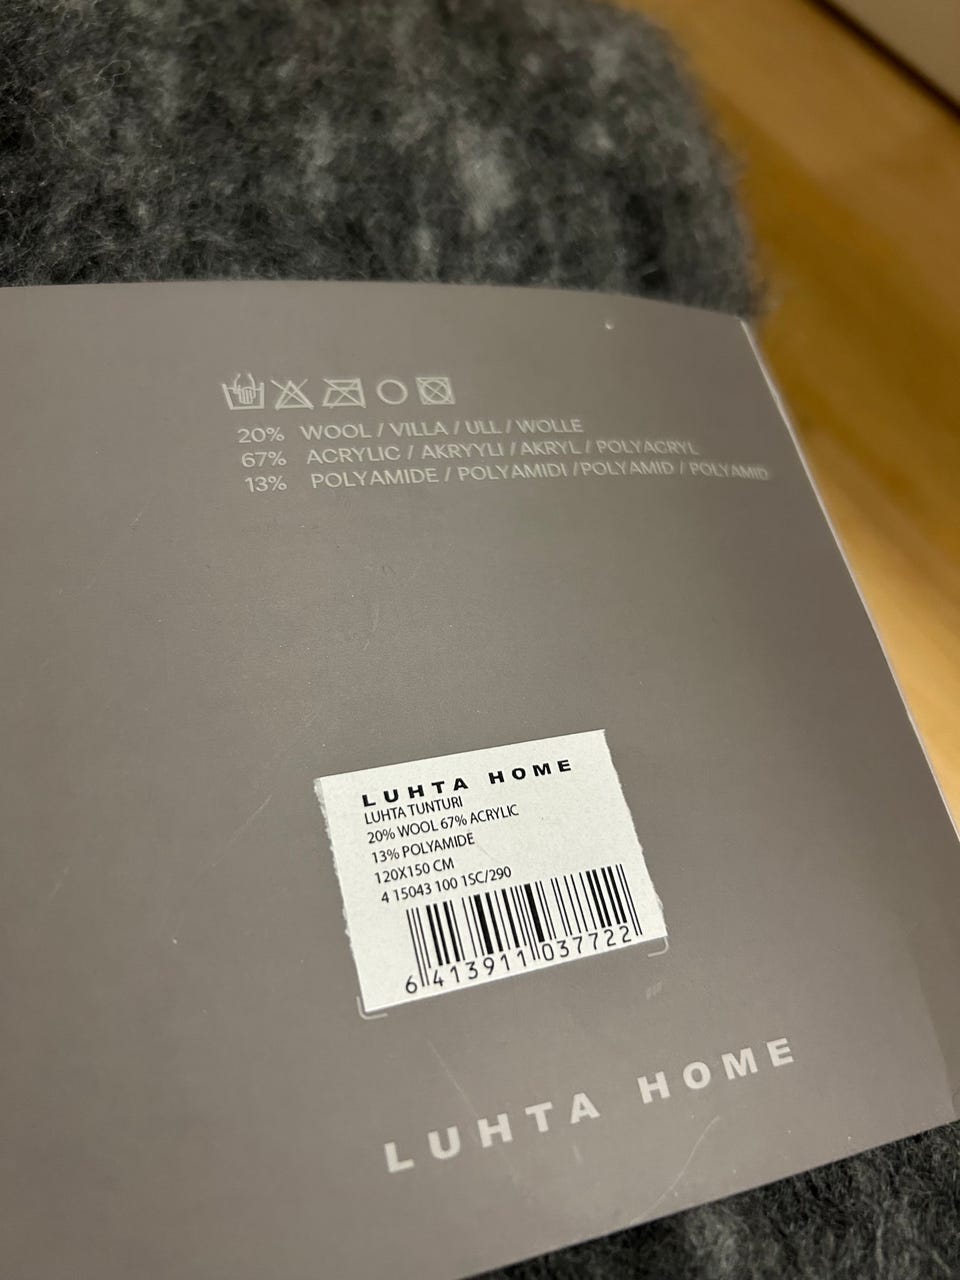 20% WOOL / VILLA / ULL / WOLLE
67% ACRYLIC / AKRYYLI / AKRYL / POLYACRYL
13% POLYAMIDE / POLYAMIDI / POLYAMID / POLYAMID
LUHTA HOME
LUHTA TUNTURI
20% WOOL 67% ACRYLIC
13% POLYAMIDE
120X150 CM
4 15043 100 1SC/290
6 413911 037722
LUHTA HOME